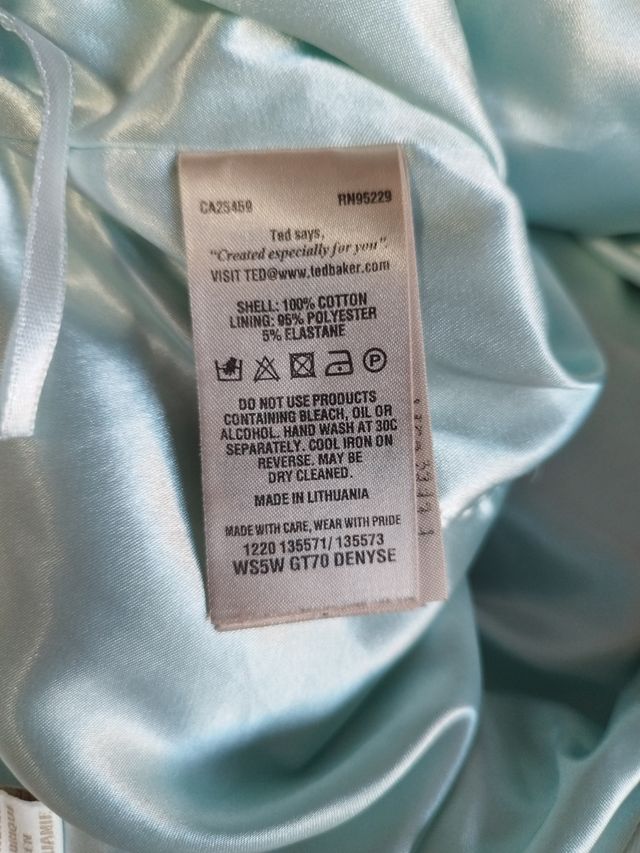 CA25459 RN95229
Ted says,
"Created especially for you".
VISIT TED@www.tedbaker.com
SHELL: 100% COTTON
LINING: 95% POLYESTER
5% ELASTANE
P
DO NOT USE PRODUCTS
CONTAINING BLEACH, OIL OR
ALCOHOL. HAND WASH AT 30C
SEPARATELY. COOL IRON ON
REVERSE. MAY BE
DRY CLEANED.
MADE IN LITHUANIA
MADE WITH CARE, WEAR WITH PRIDE
1220 135571/ 135573
WS5W GT70 DENYSE